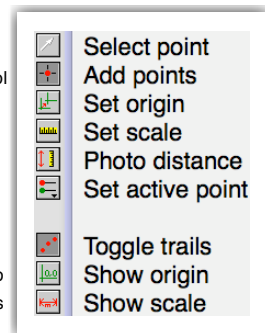 Select point
ol
Add points
Set origin
Set scale
Photo distance
Set active point
Toggle trails
o
Show origin
s
Show scale